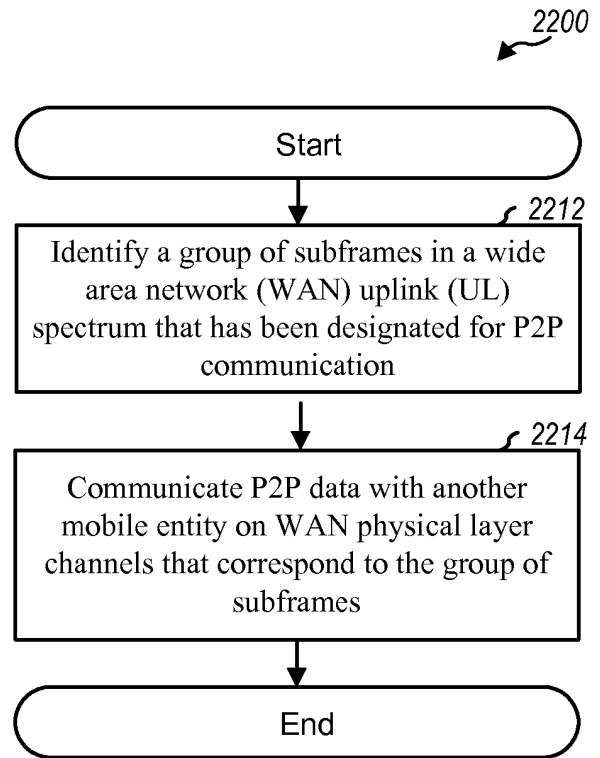 2200
Start
2212
Identify a group of subframes in a wide
area network (WAN) uplink (UL)
spectrum that has been designated for P2P
communication
2214
Communicate P2P data with another
mobile entity on WAN physical layer
channels that correspond to the group of
subframes
End